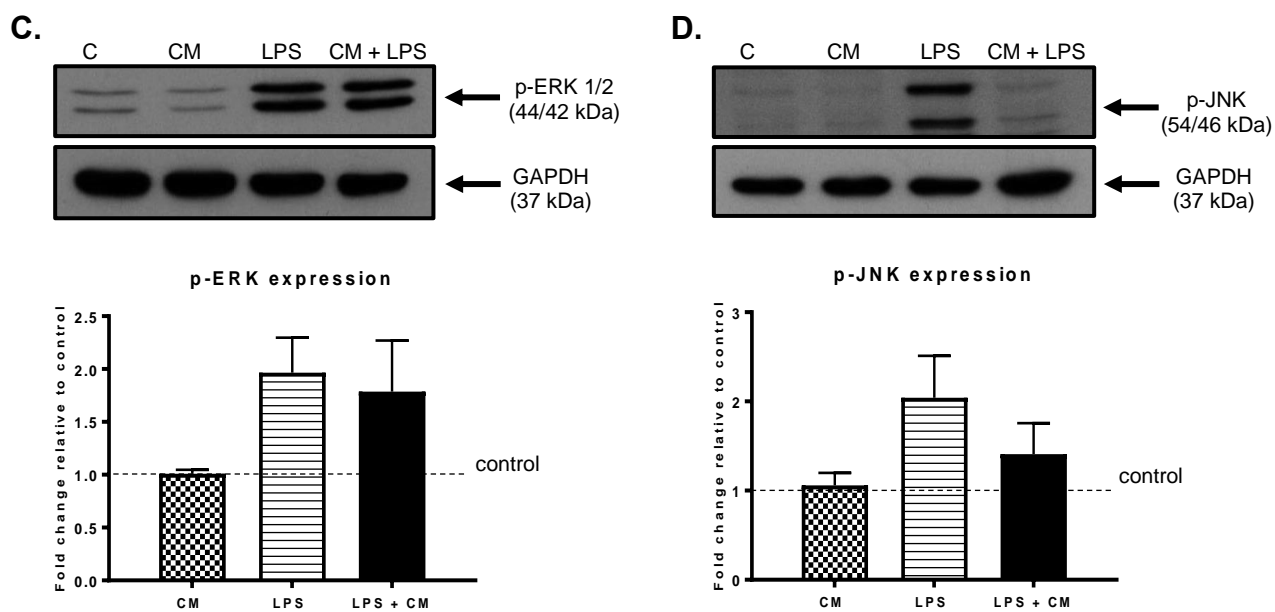 C.
C CM LPS CM + LPS
p-ERK 1/2
(44/42 kDa)
GAPDH
(37 kDa)
p-ERK expression
Fold change relative to control
2.5
2.0
1.5
1.0
0.5
0.0
control
CM LPS LPS + CM
D.
C CM LPS CM + LPS
p-JNK
(54/46 kDa)
GAPDH
(37 kDa)
p-JNK expression
Fold change relative to control
3
2
1
0
control
CM LPS LPS + CM